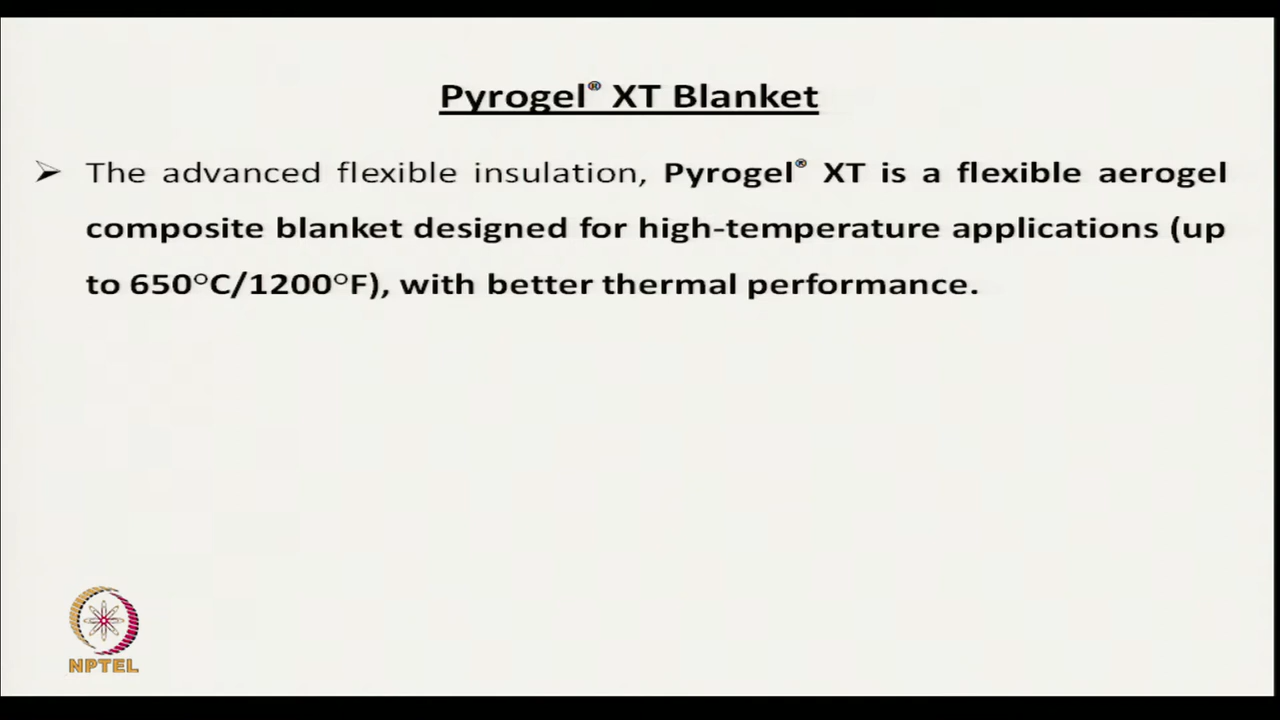 Pyrogel® XT Blanket
➢ The advanced flexible insulation, Pyrogel® XT is a flexible aerogel
composite blanket designed for high-temperature applications (up
to 650°C/1200°F), with better thermal performance.
NPTEL